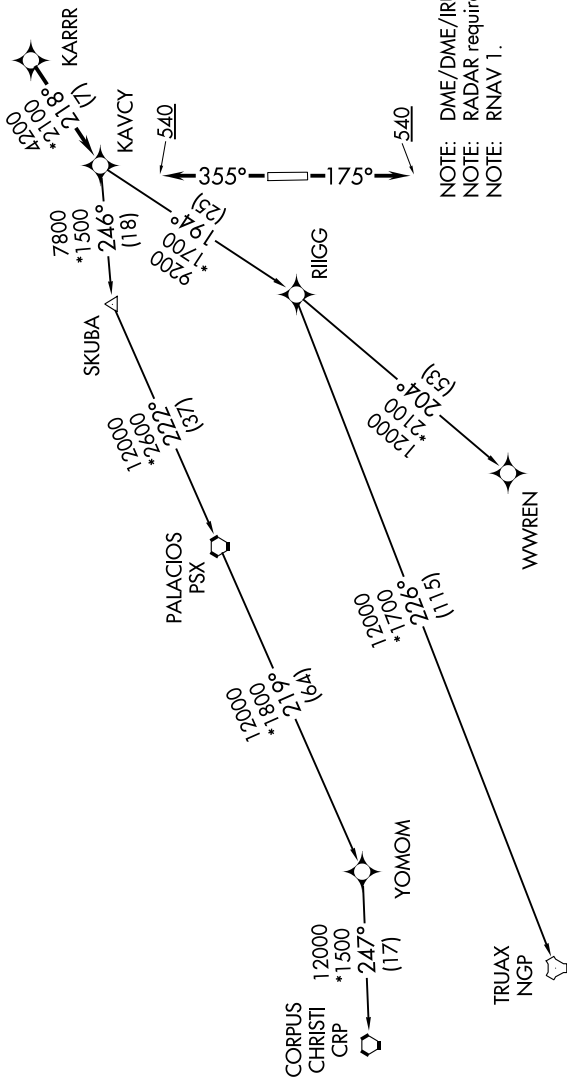 KARRR
4200
*2100
218°
(7)
KAVCY
540
355°
175°
540
7800
*1500
246°
(18)
SKUBA
9200
*1700
194°
(25)
RIIGG
12000
*2600
222°
(37)
PALACIOS
PSX
12000
*2100
204°
(53)
WWREN
12000
*1800
219°
(64)
12000
*1700
226°
(115)
YOMOM
12000
*1500
247°
(17)
CORPUS
CHRISTI
CRP
TRUAX
NGP
NOTE: DME/DME/IRU
NOTE: RADAR required
NOTE: RNAV 1.